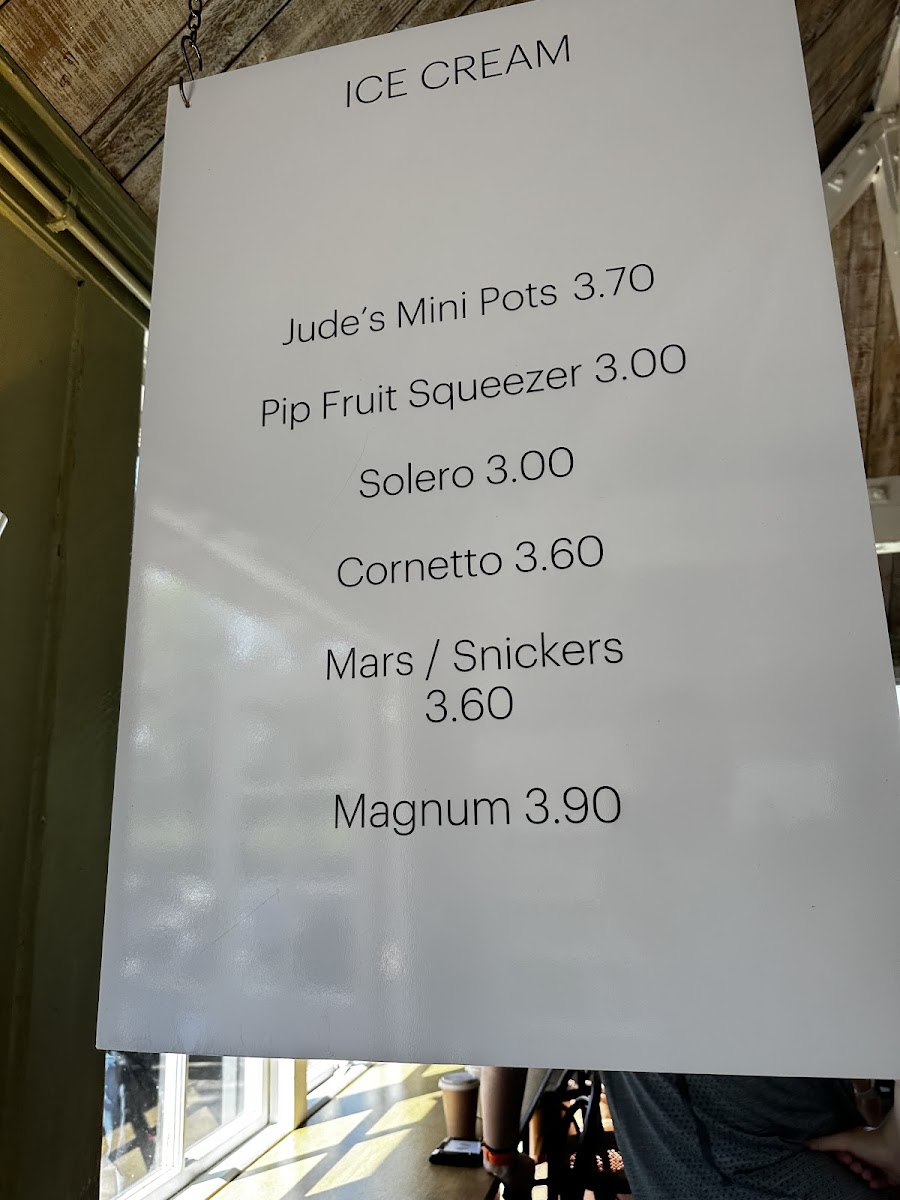 ICE CREAM
Jude's Mini Pots 3.70
Pip Fruit Squeezer 3.00
Solero 3.00
Cornetto 3.60
Mars / Snickers
3.60
Magnum 3.90